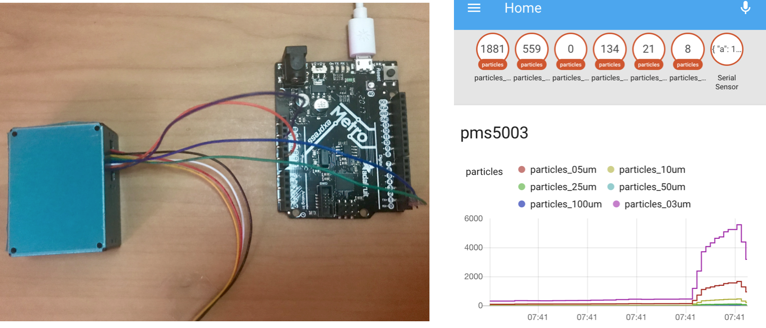 Metro
express
Home
1881
559
0
134
21
8
{ "a": 1...
particles
particles
particles
particles
particles
particles
particles_...
particles_...
particles_...
particles_...
particles_...
particles_...
Serial
Sensor
pms5003
particles
particles_05um
particles_10um
particles_25um
particles_50um
particles_100um
particles_03um
6000
4000
2000
0
07:41
07:41
07:41
07:41
07:41